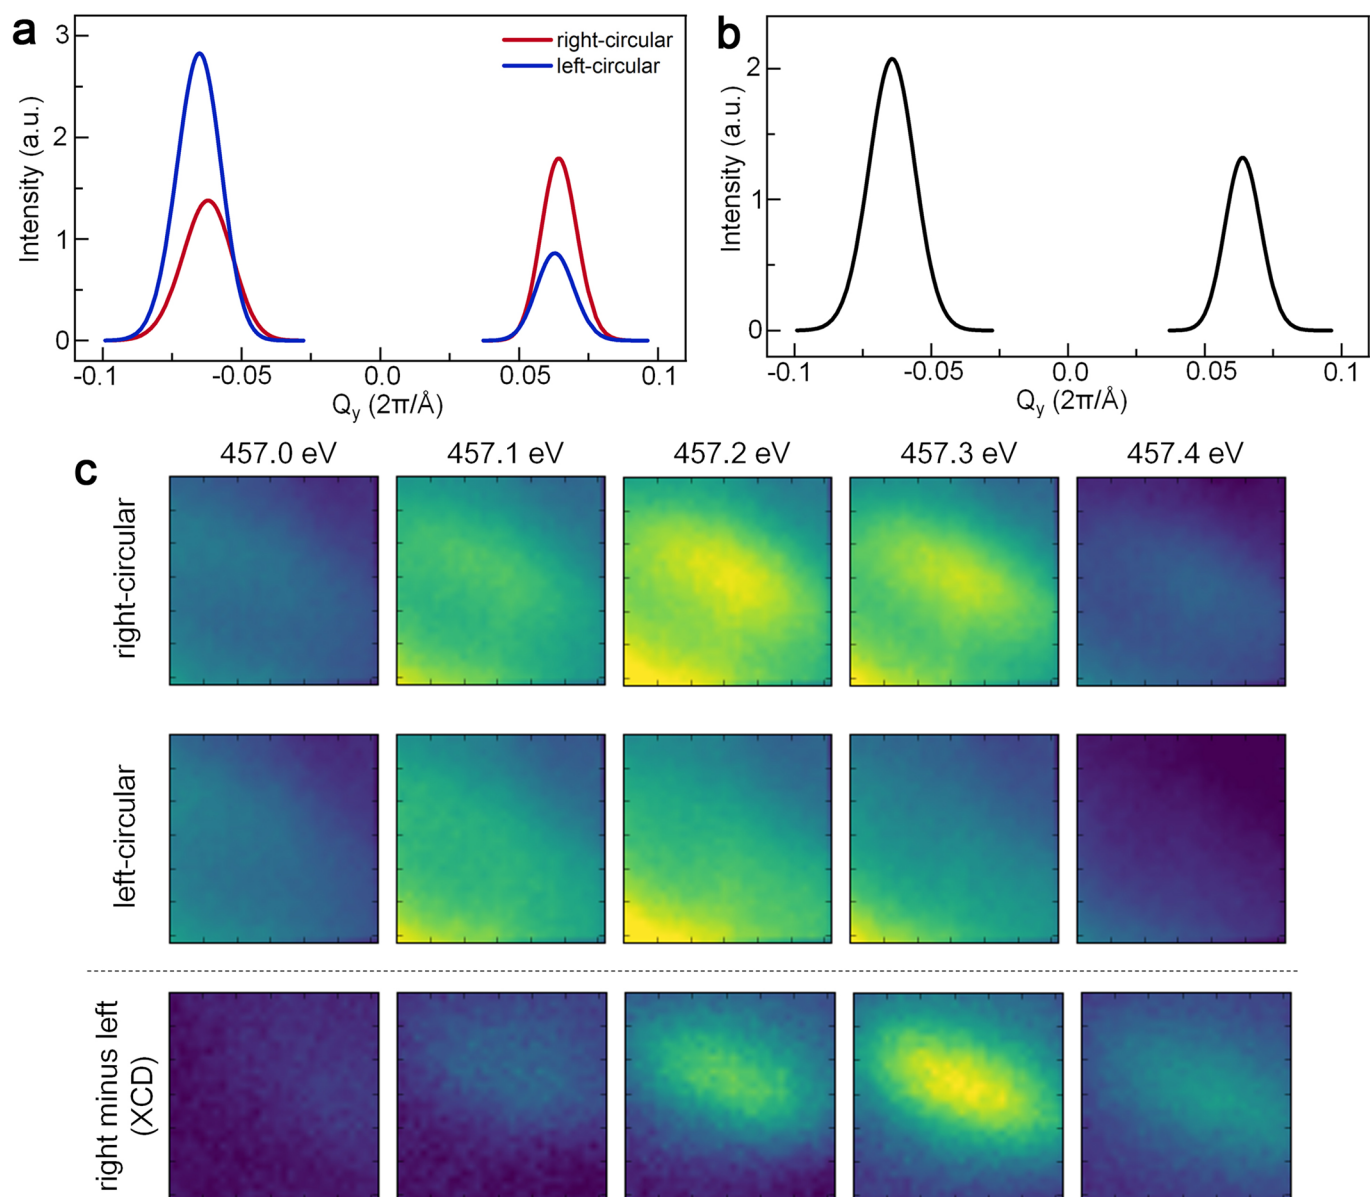 a
3
2
1
0
Intensity (a.u.)
right-circular
left-circular
-0.1
-0.05
0.0
0.05
0.1
Qy (2π/Å)
b
2
1
0
Intensity (a.u.)
-0.1
-0.05
0.0
0.05
0.1
Qy (2π/Å)
c
457.0 eV
457.1 eV
457.2 eV
457.3 eV
457.4 eV
right-circular
left-circular
right minus left
(XCD)